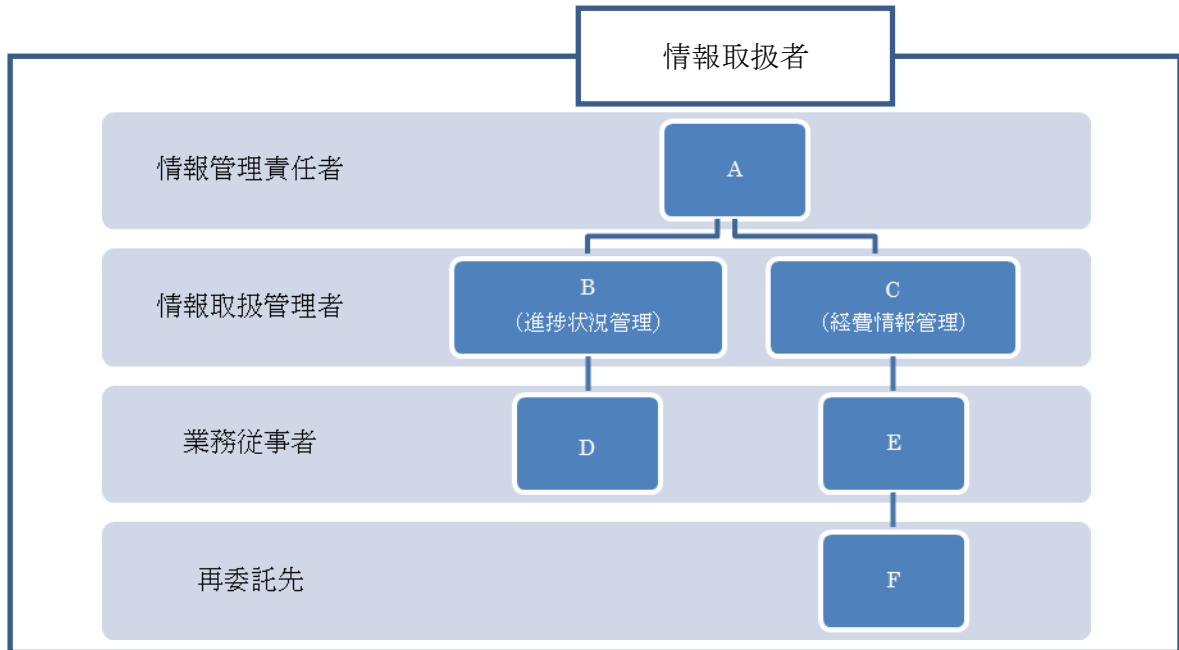 情報取扱者
情報管理責任者
A
情報取扱管理者
B
（進捗状況管理）
C
（経費情報管理）
業務従事者
D
E
再委託先
F